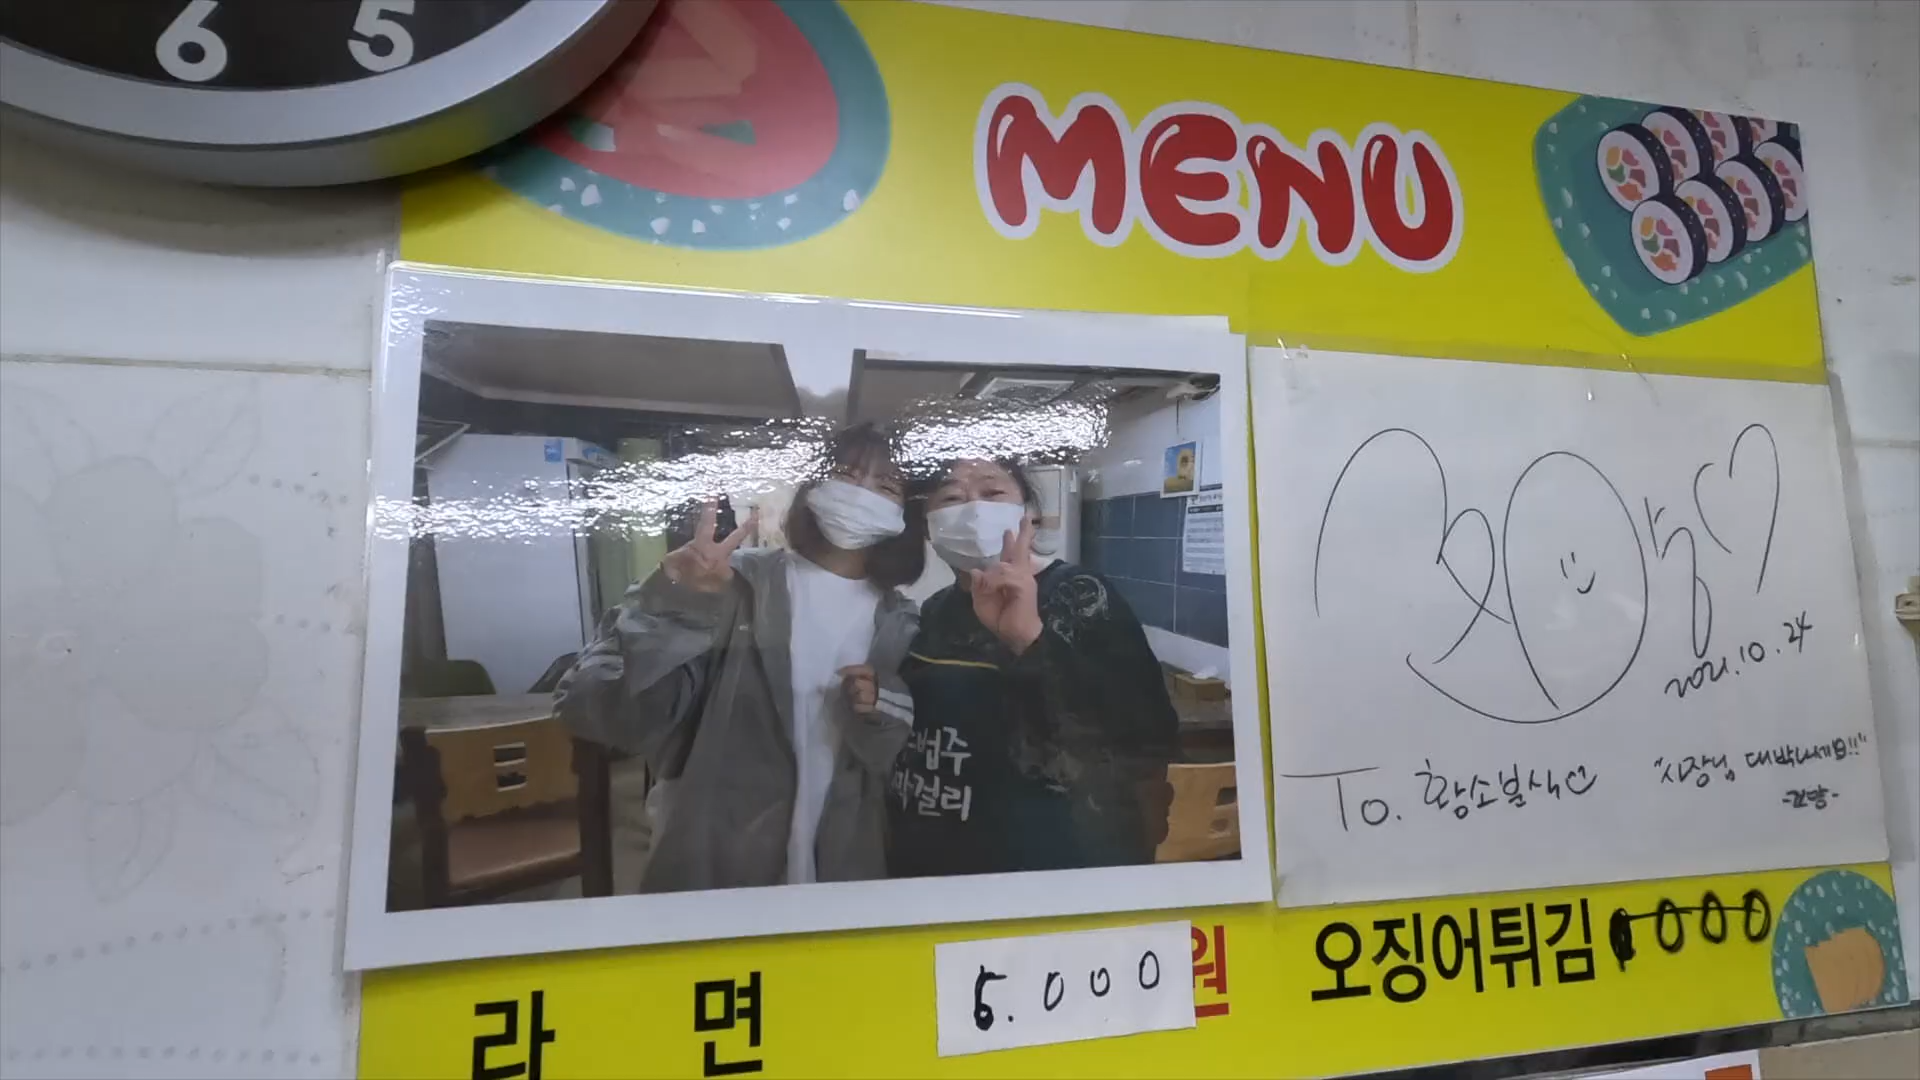 6 5
MENU
법주
막걸리
2021.10.24
To. 황소분식♡
"사장님 대박나세요!!"
라 면 5.000 원
오징어튀김